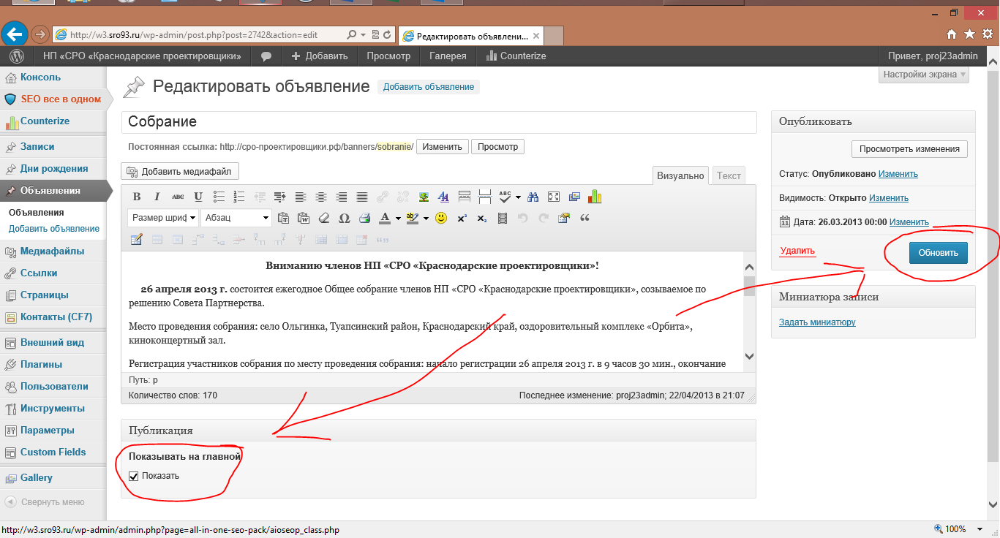 http://w3.sro93.ru/wp-admin/post.php?post=2742&action=edit
Редактировать объявлени...
НП «СРО «Краснодарские проектировщики»
Добавить
Просмотр
Галерея
Counterize
Привет, proj23admin
Настройки экрана
Консоль
SEO все в одном
Counterize
Записи
Дни рождения
Объявления
Объявления
Добавить объявление
Медиафайлы
Ссылки
Страницы
Контакты (CF7)
Внешний вид
Плагины
Пользователи
Инструменты
Параметры
Custom Fields
Gallery
Свернуть меню
Редактировать объявление
Добавить объявление
Собрание
Постоянная ссылка: http://сро-проектировщики.рф/banners/sobranie/
Изменить
Просмотр
Добавить медиафайл
Визуально
Текст
B I ABC U
ABC
Размер шриф
Абзац
Вниманию членов НП «СРО «Краснодарские проектировщики»!
26 апреля 2013 г. состоится ежегодное Общее собрание членов НП «СРО «Краснодарские проектировщики», созываемое по
решению Совета Партнерства.
Место проведения собрания: село Ольгинка, Туапсинский район, Краснодарский край, оздоровительный комплекс «Орбита»,
киноконцертный зал.
Регистрация участников собрания по месту проведения собрания: начало регистрации 26 апреля 2013 г. в 9 часов 30 мин., окончание
Путь: p
Количество слов: 170
Последнее изменение: proj23admin; 22/04/2013 в 21:07
Публикация
Показывать на главной
Показать
Опубликовать
Просмотреть изменения
Статус: Опубликовано Изменить
Видимость: Открыто Изменить
Дата: 26.03.2013 00:00 Изменить
Удалить
Обновить
Миниатюра записи
Задать миниатюру
http://w3.sro93.ru/wp-admin/admin.php?page=all-in-one-seo-pack/aioseop_class.php
100%